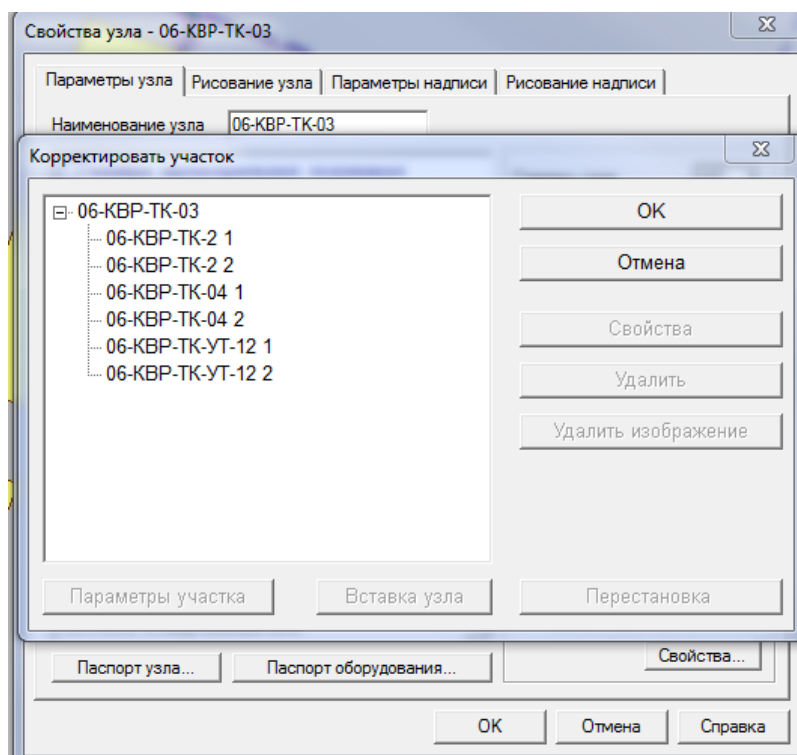 Свойства узла - 06-КВР-ТК-03
Параметры узла Рисование узла Параметры надписи Рисование надписи
Наименование узла 06-КВР-ТК-03
Корректировать участок
06-КВР-ТК-03
06-КВР-ТК-2 1
06-КВР-ТК-2 2
06-КВР-ТК-04 1
06-КВР-ТК-04 2
06-КВР-ТК-УТ-12 1
06-КВР-ТК-УТ-12 2
OK
Отмена
Свойства
Удалить
Удалить изображение
Параметры участка Вставка узла Перестановка
Паспорт узла... Паспорт оборудования... Свойства...
OK Отмена Справка